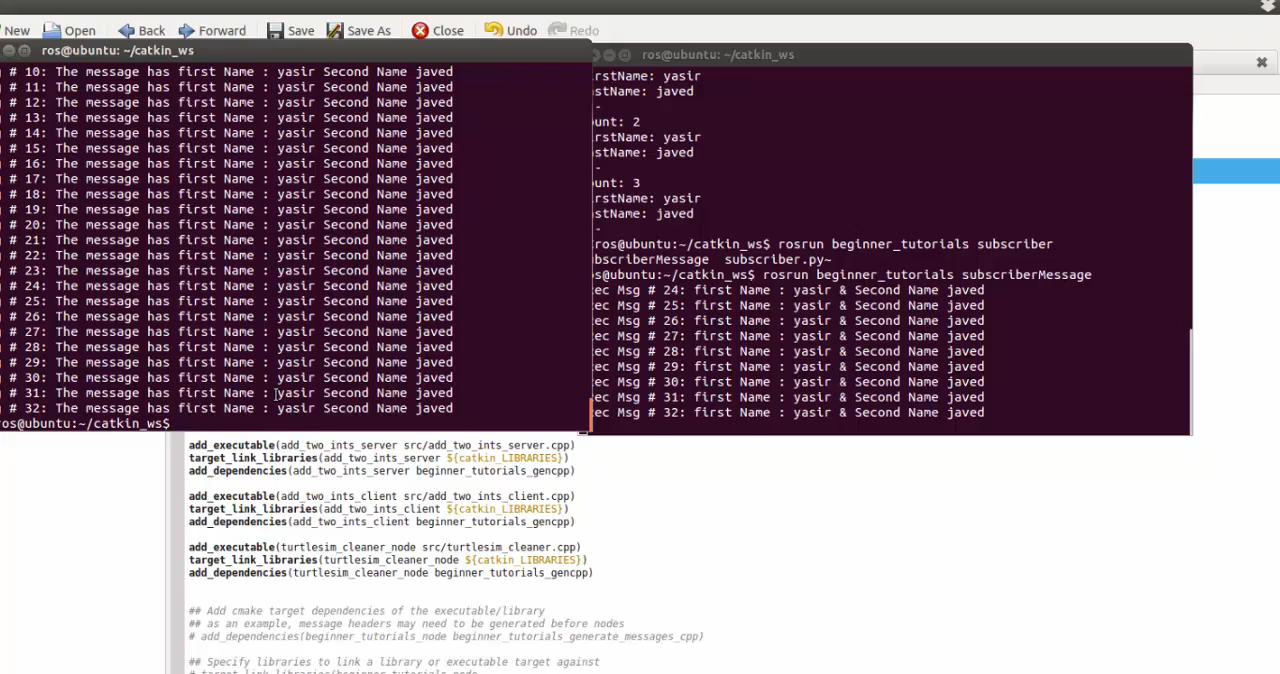 New Open Back Forward Save Save As Close Undo Redo
ros@ubuntu: ~/catkin_ws
# 10: The message has first Name : yasir Second Name javed
# 11: The message has first Name : yasir Second Name javed
# 12: The message has first Name : yasir Second Name javed
# 13: The message has first Name : yasir Second Name javed
# 14: The message has first Name : yasir Second Name javed
# 15: The message has first Name : yasir Second Name javed
# 16: The message has first Name : yasir Second Name javed
# 17: The message has first Name : yasir Second Name javed
# 18: The message has first Name : yasir Second Name javed
# 19: The message has first Name : yasir Second Name javed
# 20: The message has first Name : yasir Second Name javed
# 21: The message has first Name : yasir Second Name javed
# 22: The message has first Name : yasir Second Name javed
# 23: The message has first Name : yasir Second Name javed
# 24: The message has first Name : yasir Second Name javed
# 25: The message has first Name : yasir Second Name javed
# 26: The message has first Name : yasir Second Name javed
# 27: The message has first Name : yasir Second Name javed
# 28: The message has first Name : yasir Second Name javed
# 29: The message has first Name : yasir Second Name javed
# 30: The message has first Name : yasir Second Name javed
# 31: The message has first Name : yasir Second Name javed
# 32: The message has first Name : yasir Second Name javed
ros@ubuntu:~/catkin_ws$
ros@ubuntu: ~/catkin_ws
irstName: yasir
astName: javed
-
ount: 2
irstName: yasir
astName: javed
-
ount: 3
irstName: yasir
astName: javed
-
ros@ubuntu:~/catkin_ws$ rosrun beginner_tutorials subscriber
ubscriberMessage subscriber.py~
os@ubuntu:~/catkin_ws$ rosrun beginner_tutorials subscriberMessage
ec Msg # 24: first Name : yasir & Second Name javed
ec Msg # 25: first Name : yasir & Second Name javed
ec Msg # 26: first Name : yasir & Second Name javed
ec Msg # 27: first Name : yasir & Second Name javed
ec Msg # 28: first Name : yasir & Second Name javed
ec Msg # 29: first Name : yasir & Second Name javed
ec Msg # 30: first Name : yasir & Second Name javed
ec Msg # 31: first Name : yasir & Second Name javed
ec Msg # 32: first Name : yasir & Second Name javed
add_executable(add_two_ints_server src/add_two_ints_server.cpp)
target_link_libraries(add_two_ints_server ${catkin_LIBRARIES})
add_dependencies(add_two_ints_server beginner_tutorials_gencpp)
add_executable(add_two_ints_client src/add_two_ints_client.cpp)
target_link_libraries(add_two_ints_client ${catkin_LIBRARIES})
add_dependencies(add_two_ints_client beginner_tutorials_gencpp)
add_executable(turtlesim_cleaner_node src/turtlesim_cleaner.cpp)
target_link_libraries(turtlesim_cleaner_node ${catkin_LIBRARIES})
add_dependencies(turtlesim_cleaner_node beginner_tutorials_gencpp)
## Add cmake target dependencies of the executable/library
## as an example, message headers may need to be generated before nodes
# add_dependencies(beginner_tutorials_node beginner_tutorials_generate_messages_cpp)
## Specify libraries to link a library or executable target against
# target_link_libraries(beginner_tutorials_node